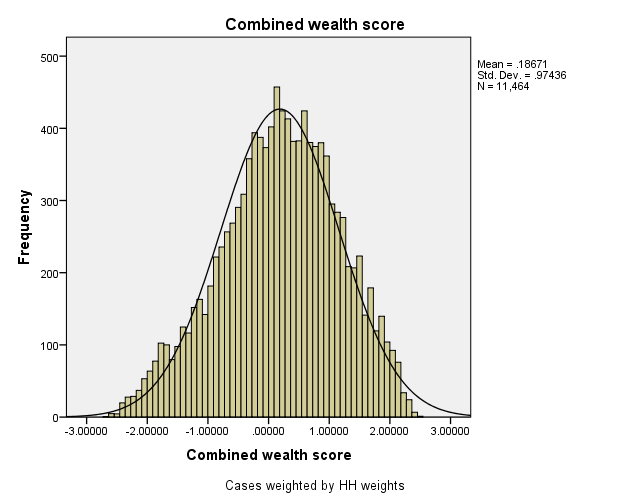 Combined wealth score
Mean = .18671
Std. Dev. = .97436
N = 11,464
500
400
300
200
100
0
Frequency
-3.00000 -2.00000 -1.00000 .00000 1.00000 2.00000 3.00000
Combined wealth score
Cases weighted by HH weights